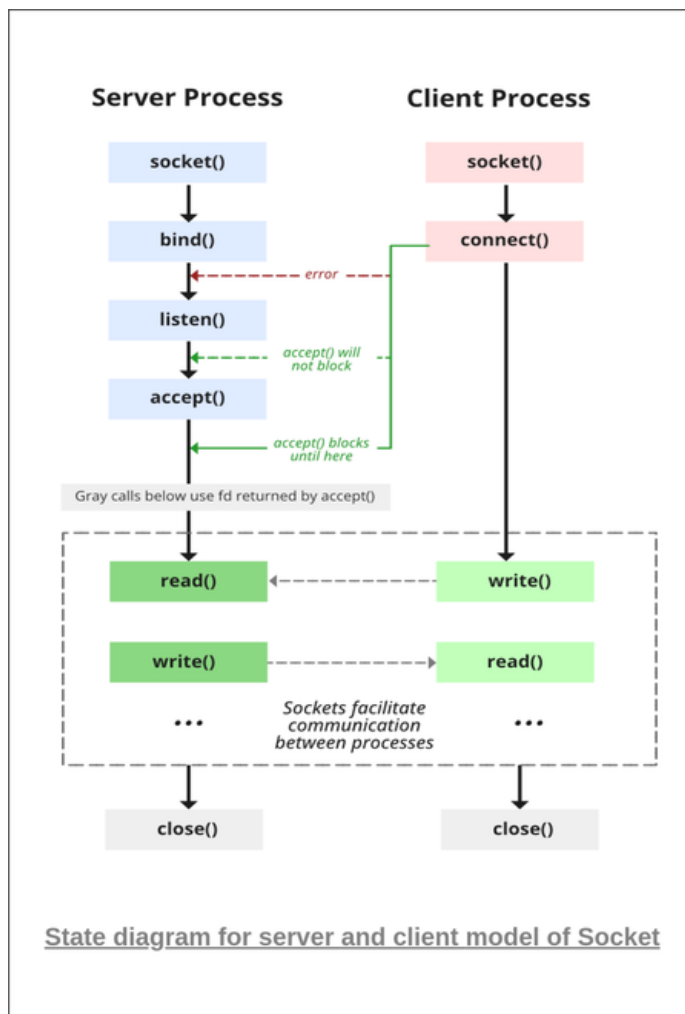 Server Process
Client Process
socket()
socket()
bind()
connect()
error
listen()
accept() will
not block
accept()
accept() blocks
until here
Gray calls below use fd returned by accept()
read()
write()
write()
read()
...
Sockets facilitate
communication
between processes
...
close()
close()
State diagram for server and client model of Socket